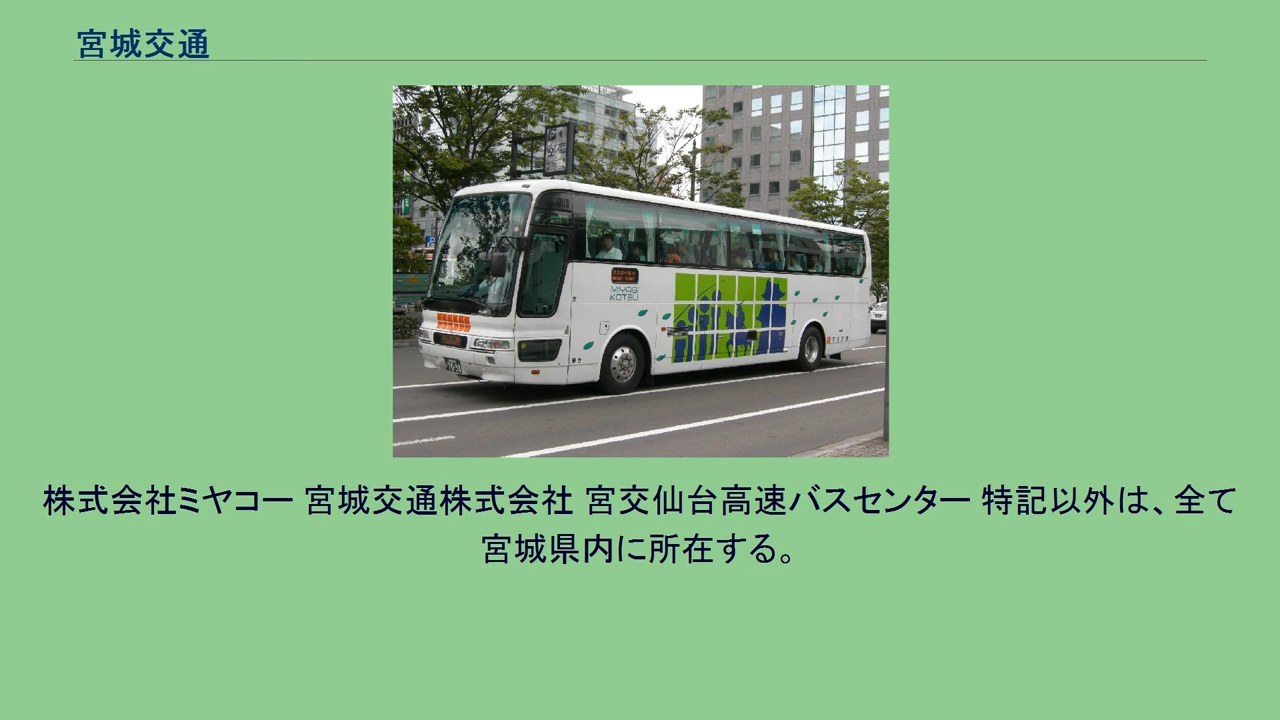 宮城交通
MIYAGI
KOTSU
株式会社ミヤコー 宮城交通株式会社 宮交仙台高速バスセンター 特記以外は、全て
宮城県内に所在する。